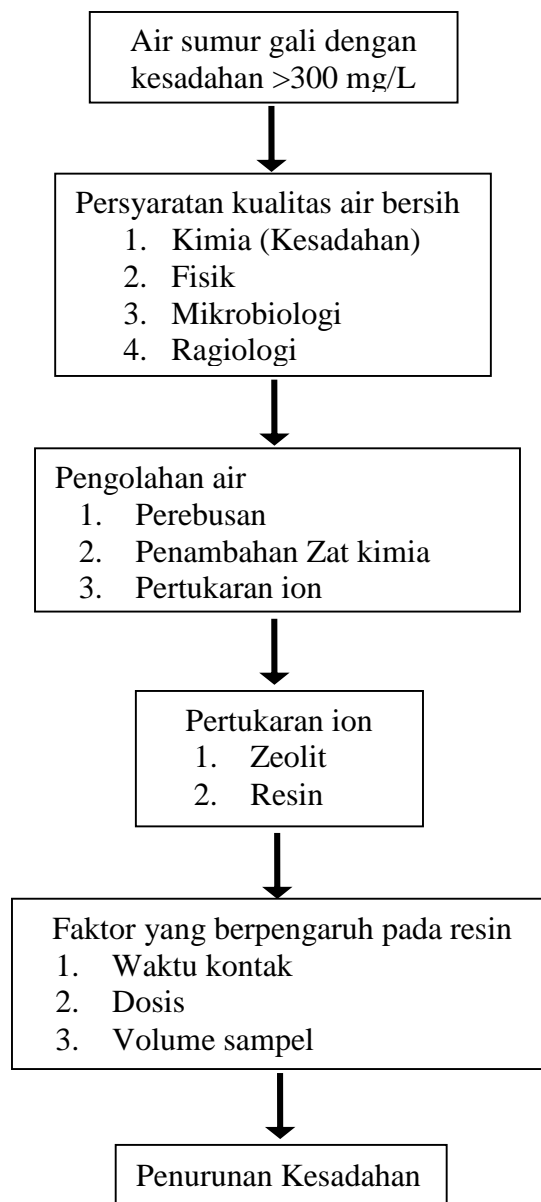 Air sumur gali dengan
kesadahan >300 mg/L
Persyaratan kualitas air bersih
1. Kimia (Kesadahan)
2. Fisik
3. Mikrobiologi
4. Ragiologi
Pengolahan air
1. Perebusan
2. Penambahan Zat kimia
3. Pertukaran ion
Pertukaran ion
1. Zeolit
2. Resin
Faktor yang berpengaruh pada resin
1. Waktu kontak
2. Dosis
3. Volume sampel
Penurunan Kesadahan